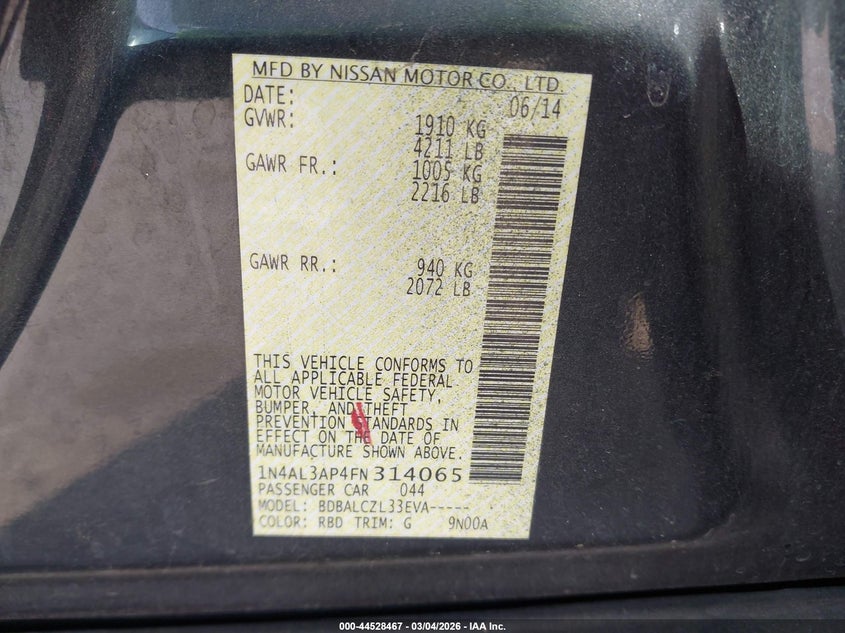 MFD BY NISSAN MOTOR CO., LTD.
DATE: 06/14
GVWR: 1910 KG
4211 LB
GAWR FR.: 1005 KG
2216 LB
GAWR RR.: 940 KG
2072 LB
THIS VEHICLE CONFORMS TO
ALL APPLICABLE FEDERAL
MOTOR VEHICLE SAFETY,
BUMPER, AND THEFT
PREVENTION STANDARDS IN
EFFECT ON THE DATE OF
MANUFACTURE SHOWN ABOVE.
1N4AL3AP4FN314065
PASSENGER CAR 044
MODEL: BDBALCZL33EVA-----
COLOR: RBD TRIM: G 9N00A
000-44528467 - 03/04/2026 - IAA Inc.